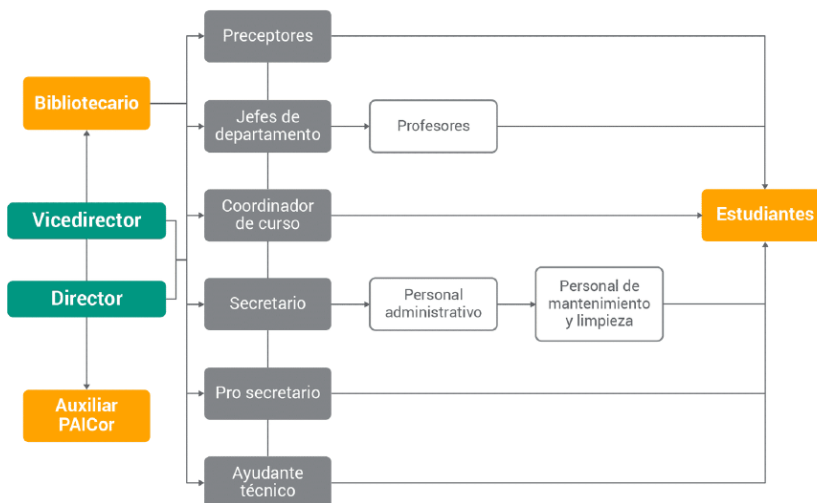 Preceptores
Bibliotecario
Jefes de
departamento
Profesores
Vicedirector
Coordinador
de curso
Estudiantes
Director
Secretario
Personal
administrativo
Personal de
mantenimiento
y limpieza
Auxiliar
PAICor
Pro secretario
Ayudante
técnico